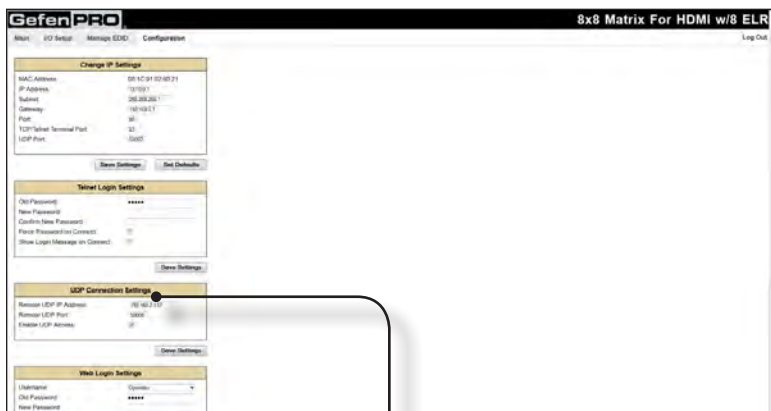 GefenPRO
8x8 Matrix For HDMI w/8 ELR
Main I/O Setup Manage EDID Configuration
Log Out
Change IP Settings
MAC Address
IP Address
Subnet
Gateway
Port
TCP/Telnet Terminal Port
UDP Port
Save Settings Set Defaults
Telnet Login Settings
Old Password •••••
New Password
Confirm New Password
Force Password on Connect
Show Login Message on Connect
Save Settings
UDP Connection Settings
Remote UDP IP Address
Remote UDP Port
Enable UDP Access
Save Settings
Web Login Settings
Username Operator
Old Password •••••
New Password